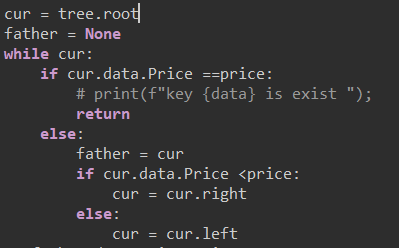 cur = tree.root
father = None
while cur:
    if cur.data.Price ==price:
        # print(f"key {data} is exist ");
        return
    else:
        father = cur
        if cur.data.Price <price:
            cur = cur.right
        else:
            cur = cur.left